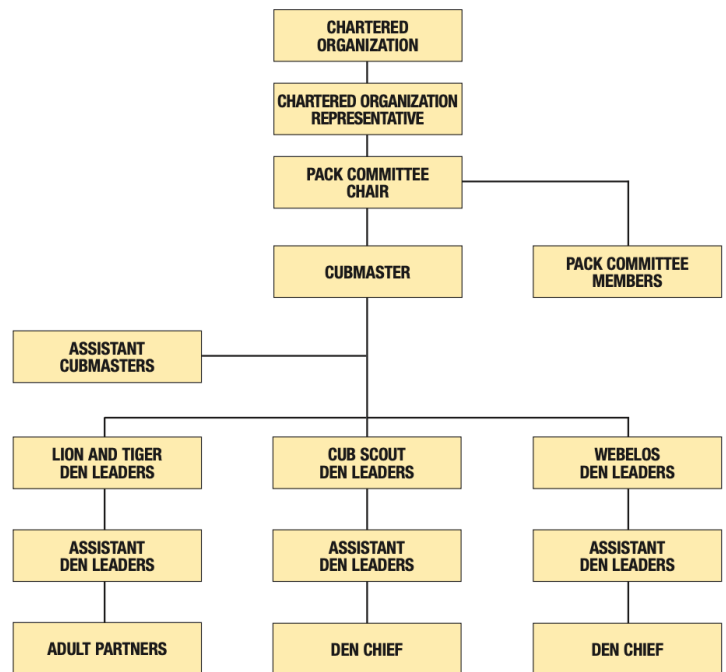 CHARTERED
ORGANIZATION
CHARTERED ORGANIZATION
REPRESENTATIVE
PACK COMMITTEE
CHAIR
CUBMASTER
PACK COMMITTEE
MEMBERS
ASSISTANT
CUBMASTERS
LION AND TIGER
DEN LEADERS
CUB SCOUT
DEN LEADERS
WEBELOS
DEN LEADERS
ASSISTANT
DEN LEADERS
ASSISTANT
DEN LEADERS
ASSISTANT
DEN LEADERS
ADULT PARTNERS
DEN CHIEF
DEN CHIEF